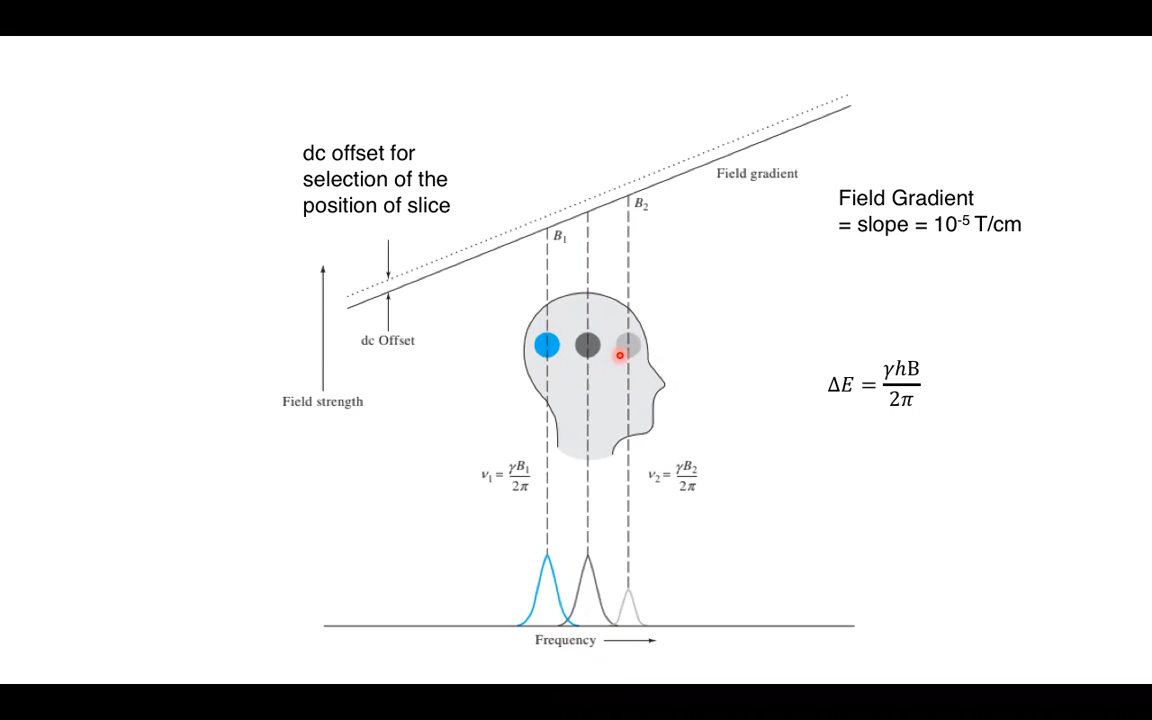 dc offset for
selection of the
position of slice
Field gradient
Field Gradient
= slope = 10⁻⁵ T/cm
B₂
B₁
dc Offset
Field strength
ΔE = γhB / 2π
ν₁ = γB₁ / 2π
ν₂ = γB₂ / 2π
Frequency